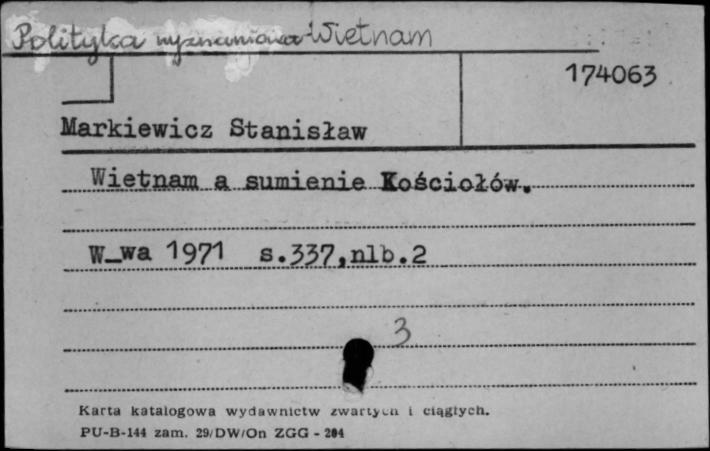 Polityka wyznaniowa Wietnam
174063
Markiewicz Stanisław
Wietnam a sumienie Kościołów.
W_wa 1971 s.337,nlb.2
3
Karta katalogowa wydawnictw zwartych i ciągłych.
PU-B-144 zam. 29/DW/On ZGG - 204